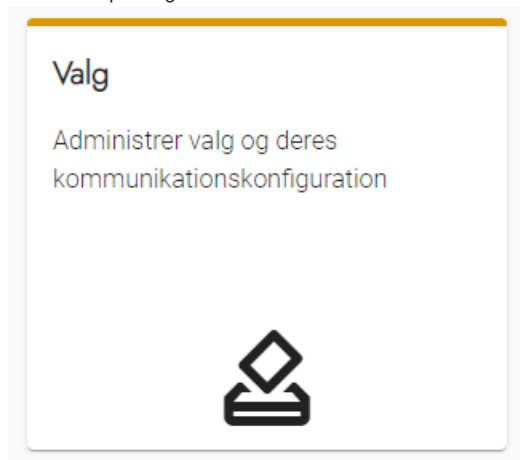 Valg
Administrer valg og deres
kommunikationskonfiguration